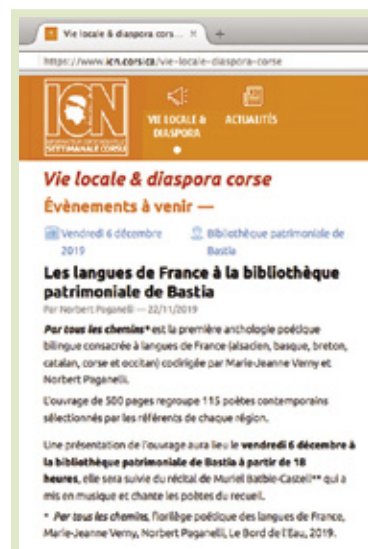 Vie locale & diaspora cors...
https://www.icn.corsica/vie-locale-diaspora-corse
ICN
SETTIMANALE CORSU
VIE LOCALE &
DIASPORA
ACTUALITÉS
Vie locale & diaspora corse
Évènements à venir —
Vendredi 6 décembre
2019
Bibliothèque patrimoniale de
Bastia
Les langues de France à la bibliothèque
patrimoniale de Bastia
Par Norbert Paganelli — 22/11/2019
Par tous les chemins* est la première anthologie poétique
bilingue consacrée à langues de France (alsacien, basque, breton,
catalan, corse et occitan) codirigée par Marie-Jeanne Verny et
Norbert Paganelli.
L'ouvrage de 500 pages regroupe 115 poètes contemporains
sélectionnés par les référents de chaque région.
Une présentation de l'ouvrage aura lieu le vendredi 6 décembre à
la bibliothèque patrimoniale de Bastia à partir de 18
heures, elle sera suivie du récital de Muriel Batbie-Castell** qui a
mis en musique et chante les poètes du recueil.
* Par tous les chemins, florilège poétique des langues de France,
Marie-Jeanne Verny, Norbert Paganelli, Le Bord de l'Eau, 2019.